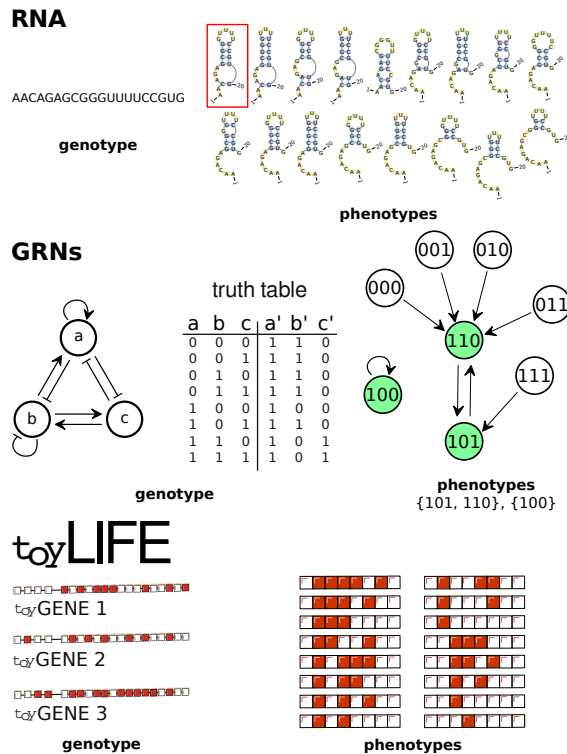 RNA
AACAGAGCGGGUUUUCCGUG
genotype
phenotypes
GRNs
truth table
a b c a' b' c'
0 0 0 1 1 0
0 0 1 1 1 0
0 1 0 1 1 0
0 1 1 1 1 0
1 0 0 1 0 0
1 0 1 1 1 0
1 1 0 1 0 1
1 1 1 1 0 1
a
b
c
genotype
001
010
000
011
110
111
100
101
phenotypes
{101, 110}, {100}
toyLIFE
toyGENE 1
toyGENE 2
toyGENE 3
genotype
phenotypes